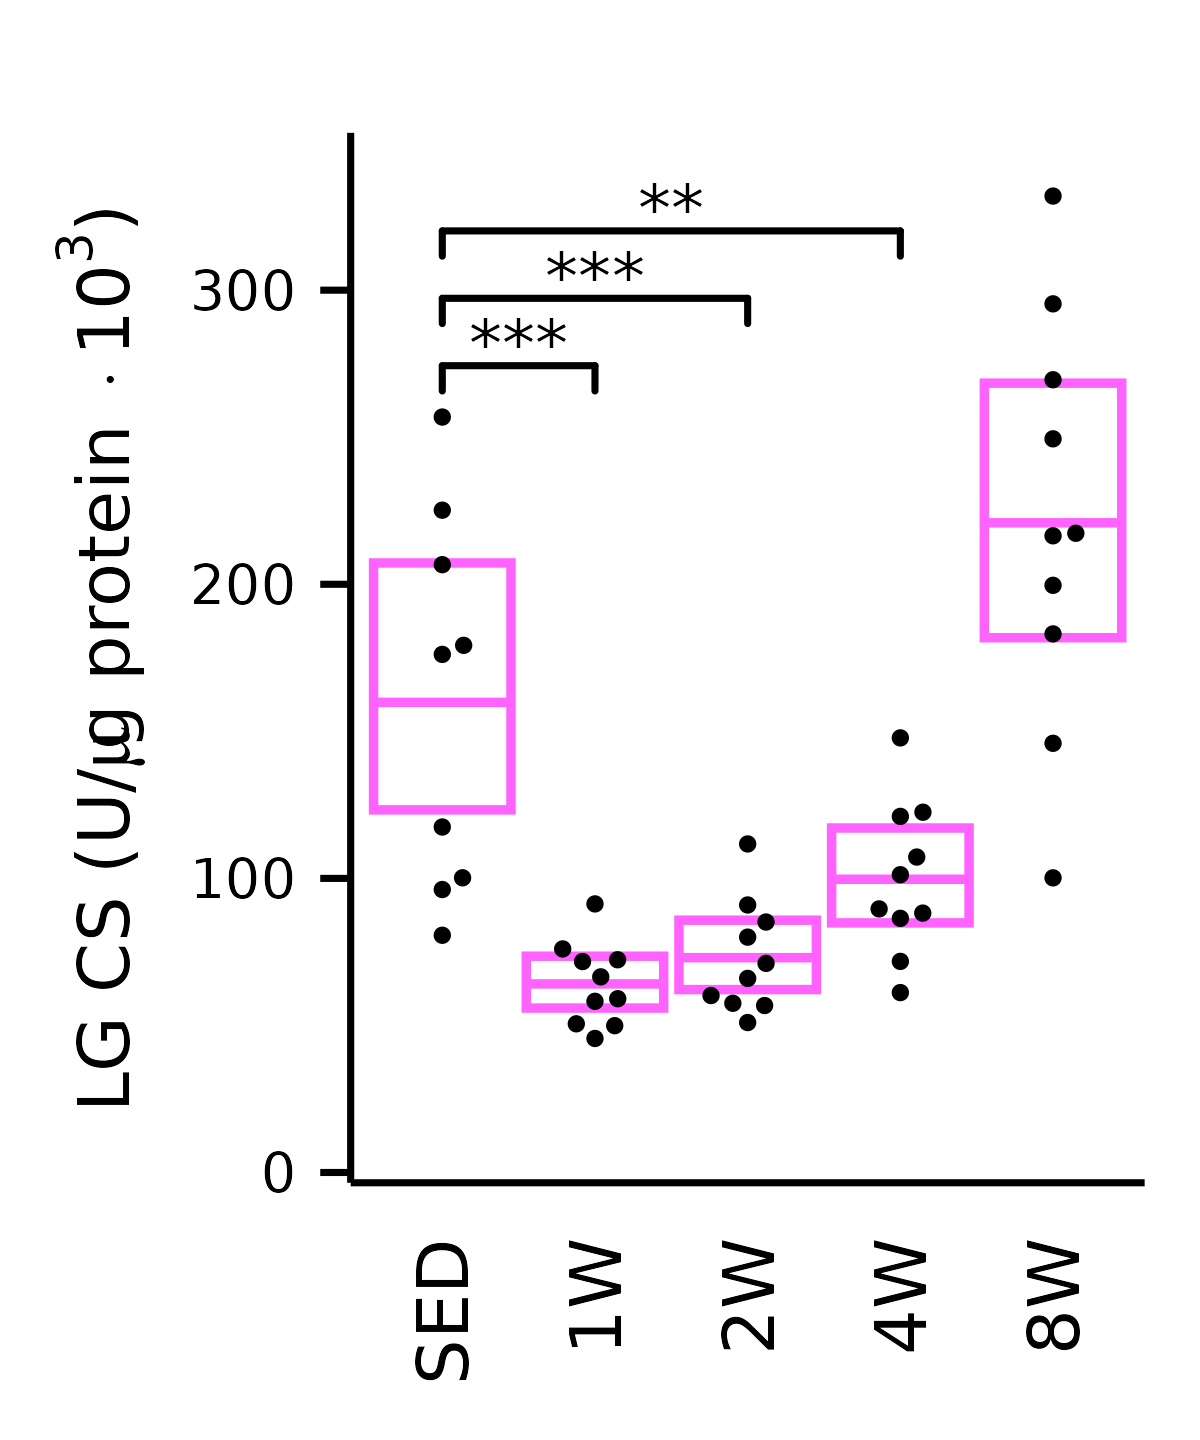 LG CS (U/µg protein · 10³)
300
200
100
0
**
***
***
SED
1W
2W
4W
8W